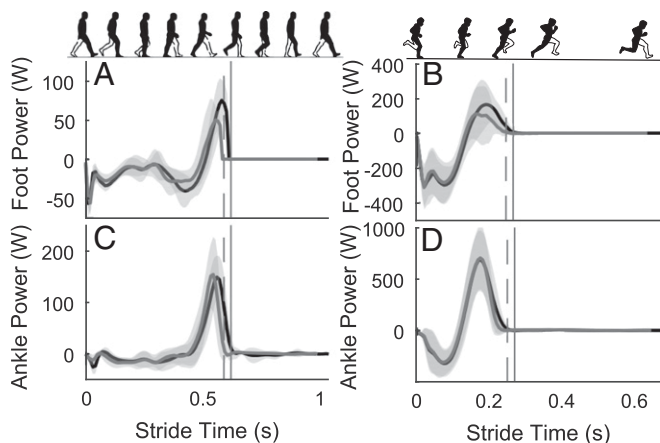 A
B
Foot Power (W)
100
50
0
-50
Foot Power (W)
400
200
0
-200
-400
C
D
Ankle Power (W)
200
100
0
Ankle Power (W)
1000
500
0
0
0.5
1
0
0.2
0.4
0.6
Stride Time (s)
Stride Time (s)